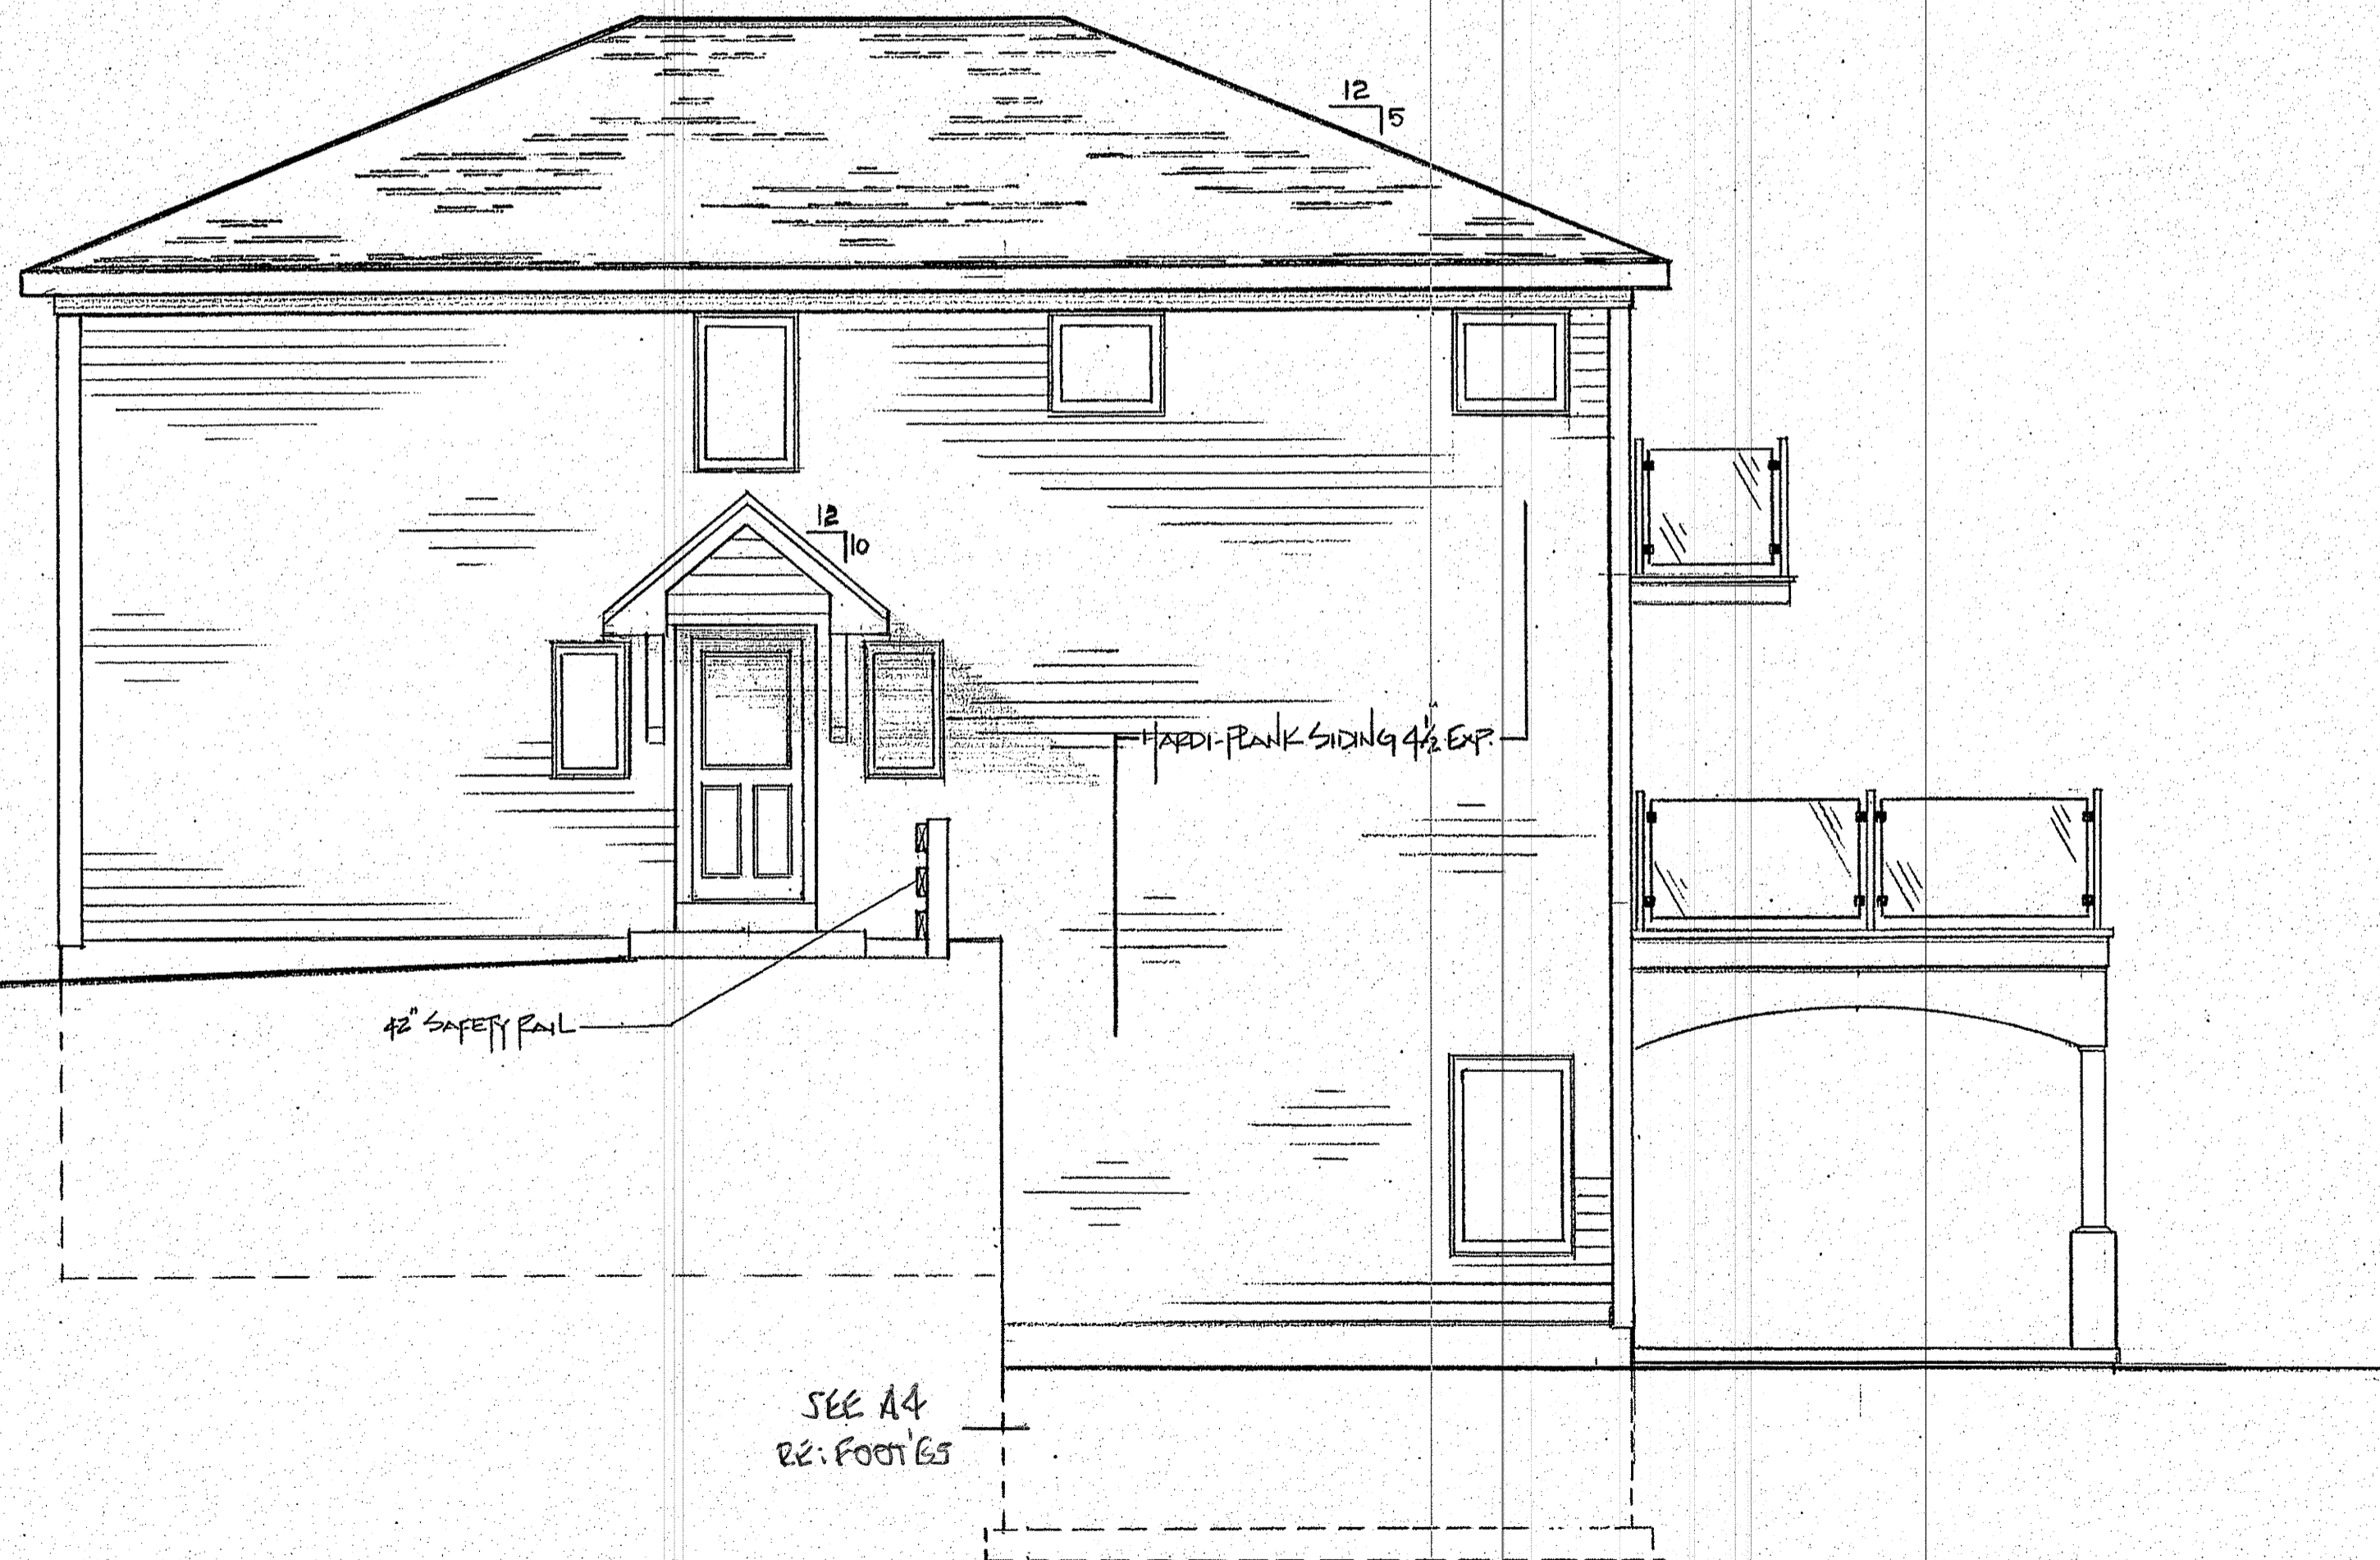 12
5
12
10
HARDI-PLANK SIDING 4½" EXP.
42" SAFETY RAIL
SEE A4
RE: FOOT'GS